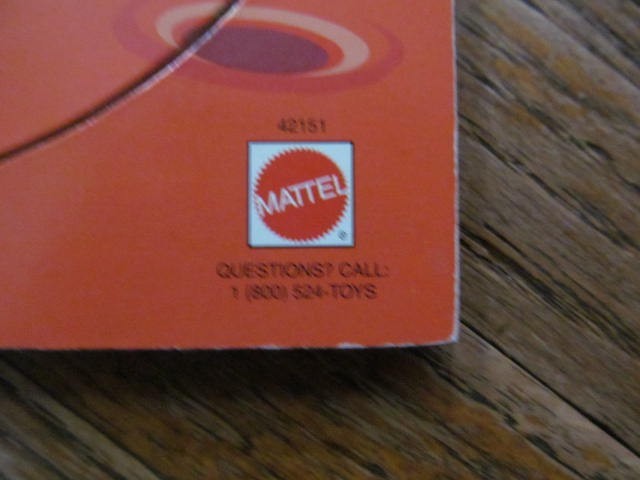 42151
MATTEL
®
QUESTIONS? CALL:
1 (800) 524-TOYS